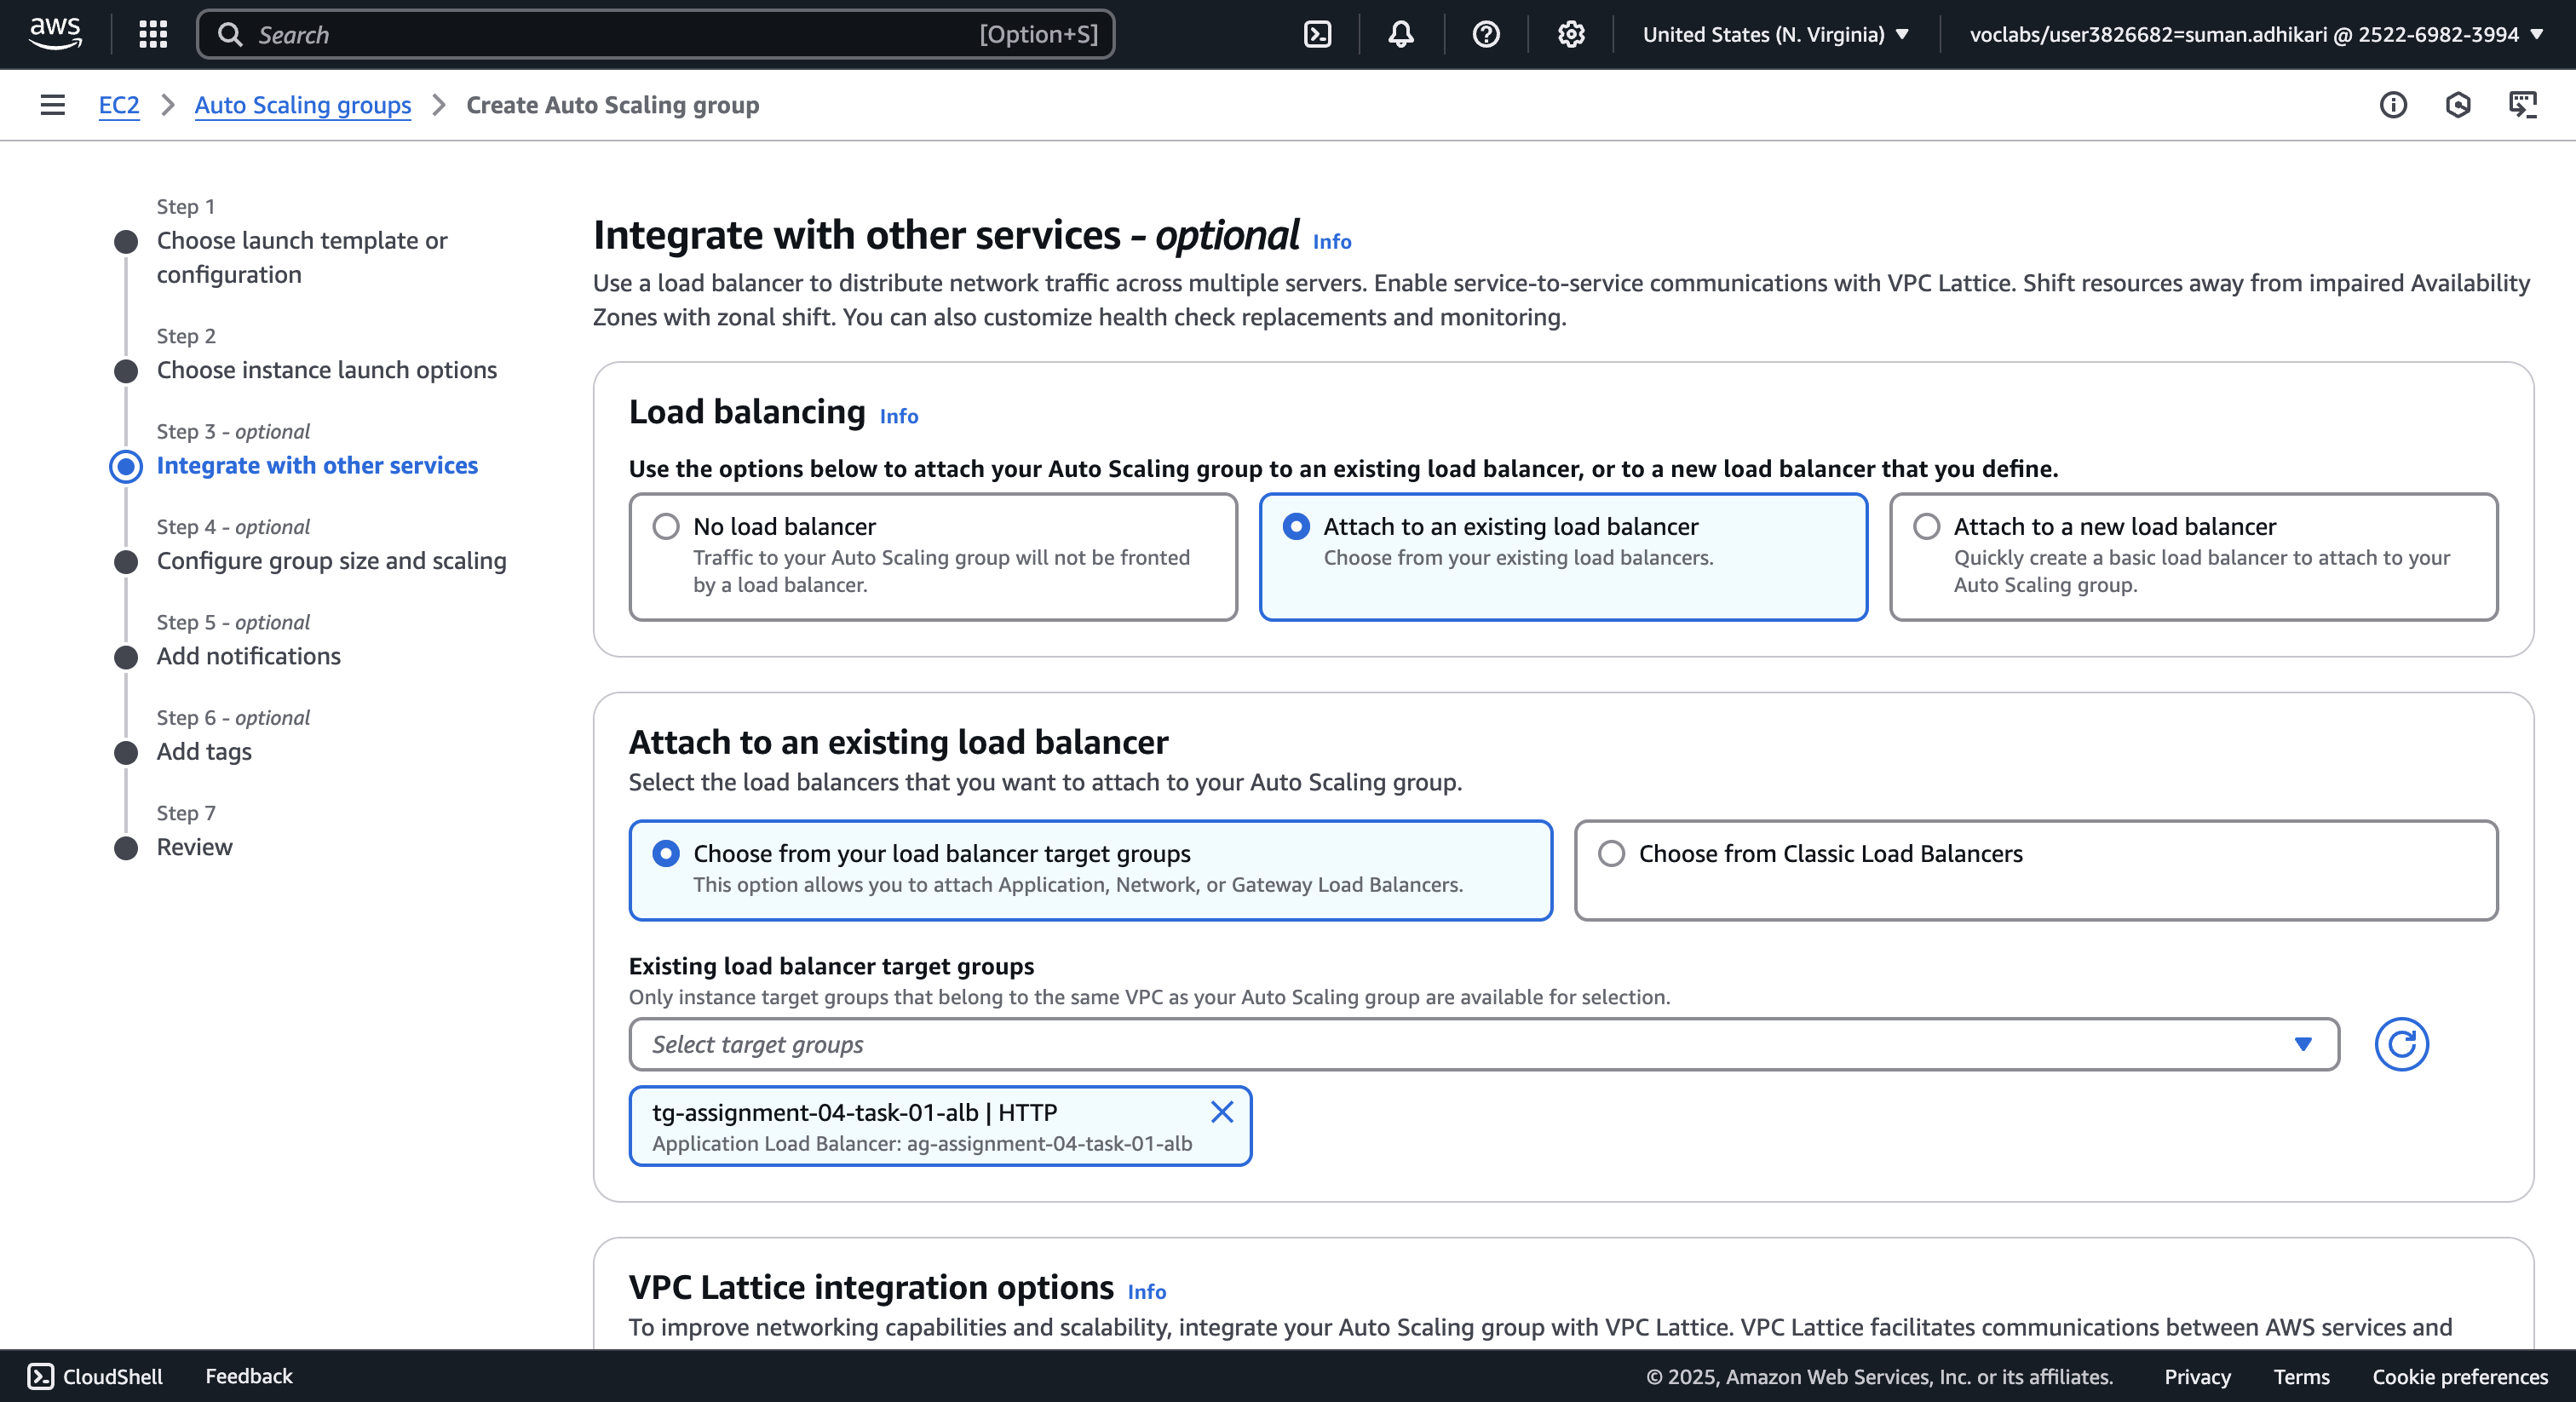 aws
Search
[Option+S]
United States (N. Virginia)
voclabs/user3826682=suman.adhikari @ 2522-6982-3994
EC2
Auto Scaling groups
Create Auto Scaling group
Step 1
Choose launch template or
configuration
Step 2
Choose instance launch options
Step 3 - optional
Integrate with other services
Step 4 - optional
Configure group size and scaling
Step 5 - optional
Add notifications
Step 6 - optional
Add tags
Step 7
Review
Integrate with other services - optional Info
Use a load balancer to distribute network traffic across multiple servers. Enable service-to-service communications with VPC Lattice. Shift resources away from impaired Availability
Zones with zonal shift. You can also customize health check replacements and monitoring.
Load balancing Info
Use the options below to attach your Auto Scaling group to an existing load balancer, or to a new load balancer that you define.
No load balancer
Traffic to your Auto Scaling group will not be fronted
by a load balancer.
Attach to an existing load balancer
Choose from your existing load balancers.
Attach to a new load balancer
Quickly create a basic load balancer to attach to your
Auto Scaling group.
Attach to an existing load balancer
Select the load balancers that you want to attach to your Auto Scaling group.
Choose from your load balancer target groups
This option allows you to attach Application, Network, or Gateway Load Balancers.
Choose from Classic Load Balancers
Existing load balancer target groups
Only instance target groups that belong to the same VPC as your Auto Scaling group are available for selection.
Select target groups
tg-assignment-04-task-01-alb | HTTP
Application Load Balancer: ag-assignment-04-task-01-alb
VPC Lattice integration options Info
To improve networking capabilities and scalability, integrate your Auto Scaling group with VPC Lattice. VPC Lattice facilitates communications between AWS services and
CloudShell
Feedback
© 2025, Amazon Web Services, Inc. or its affiliates.
Privacy
Terms
Cookie preferences